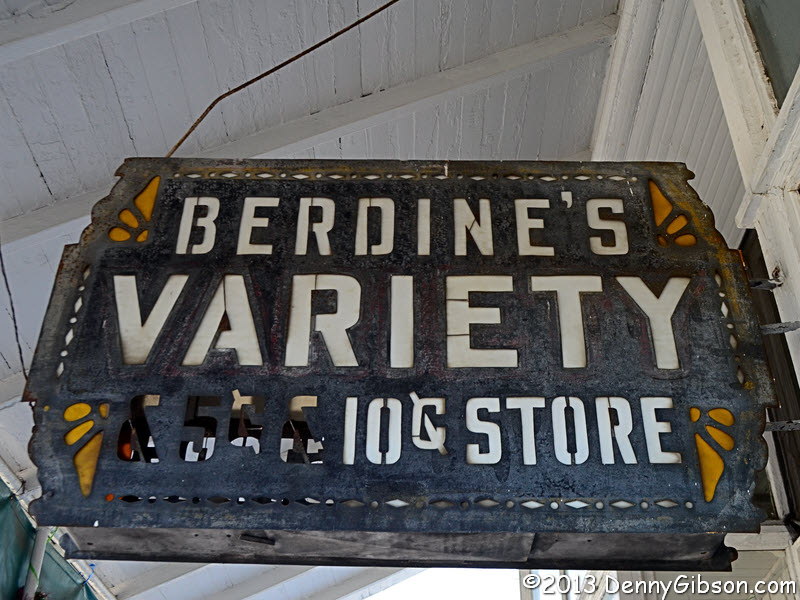 BERDINE'S
VARIETY
& 5¢ & 10¢ STORE
©2013 DennyGibson.com